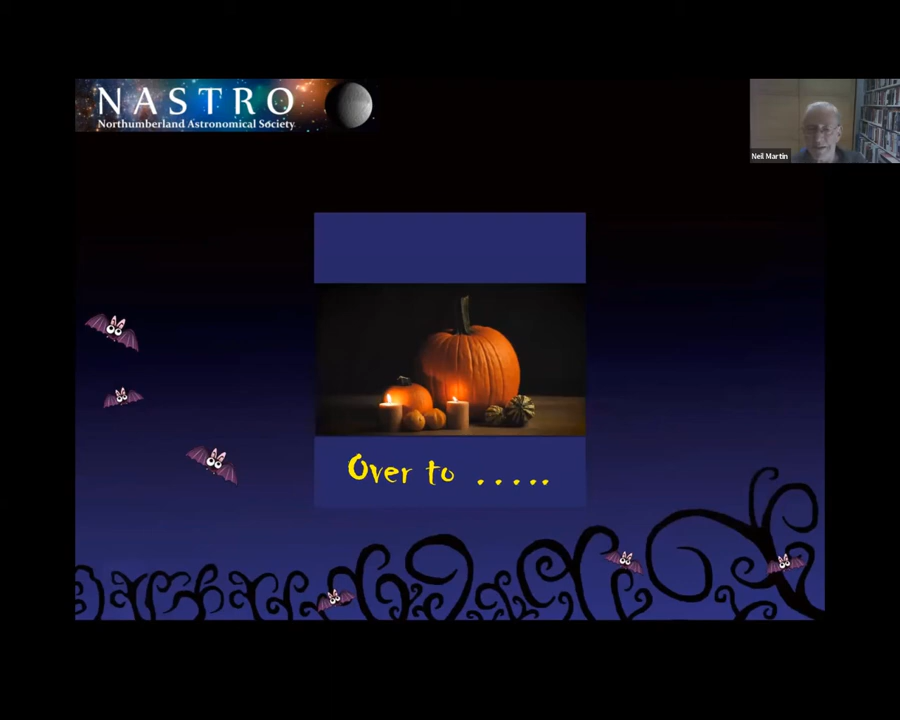 NASTRO
Northumberland Astronomical Society
Neil Martin
Over to .....